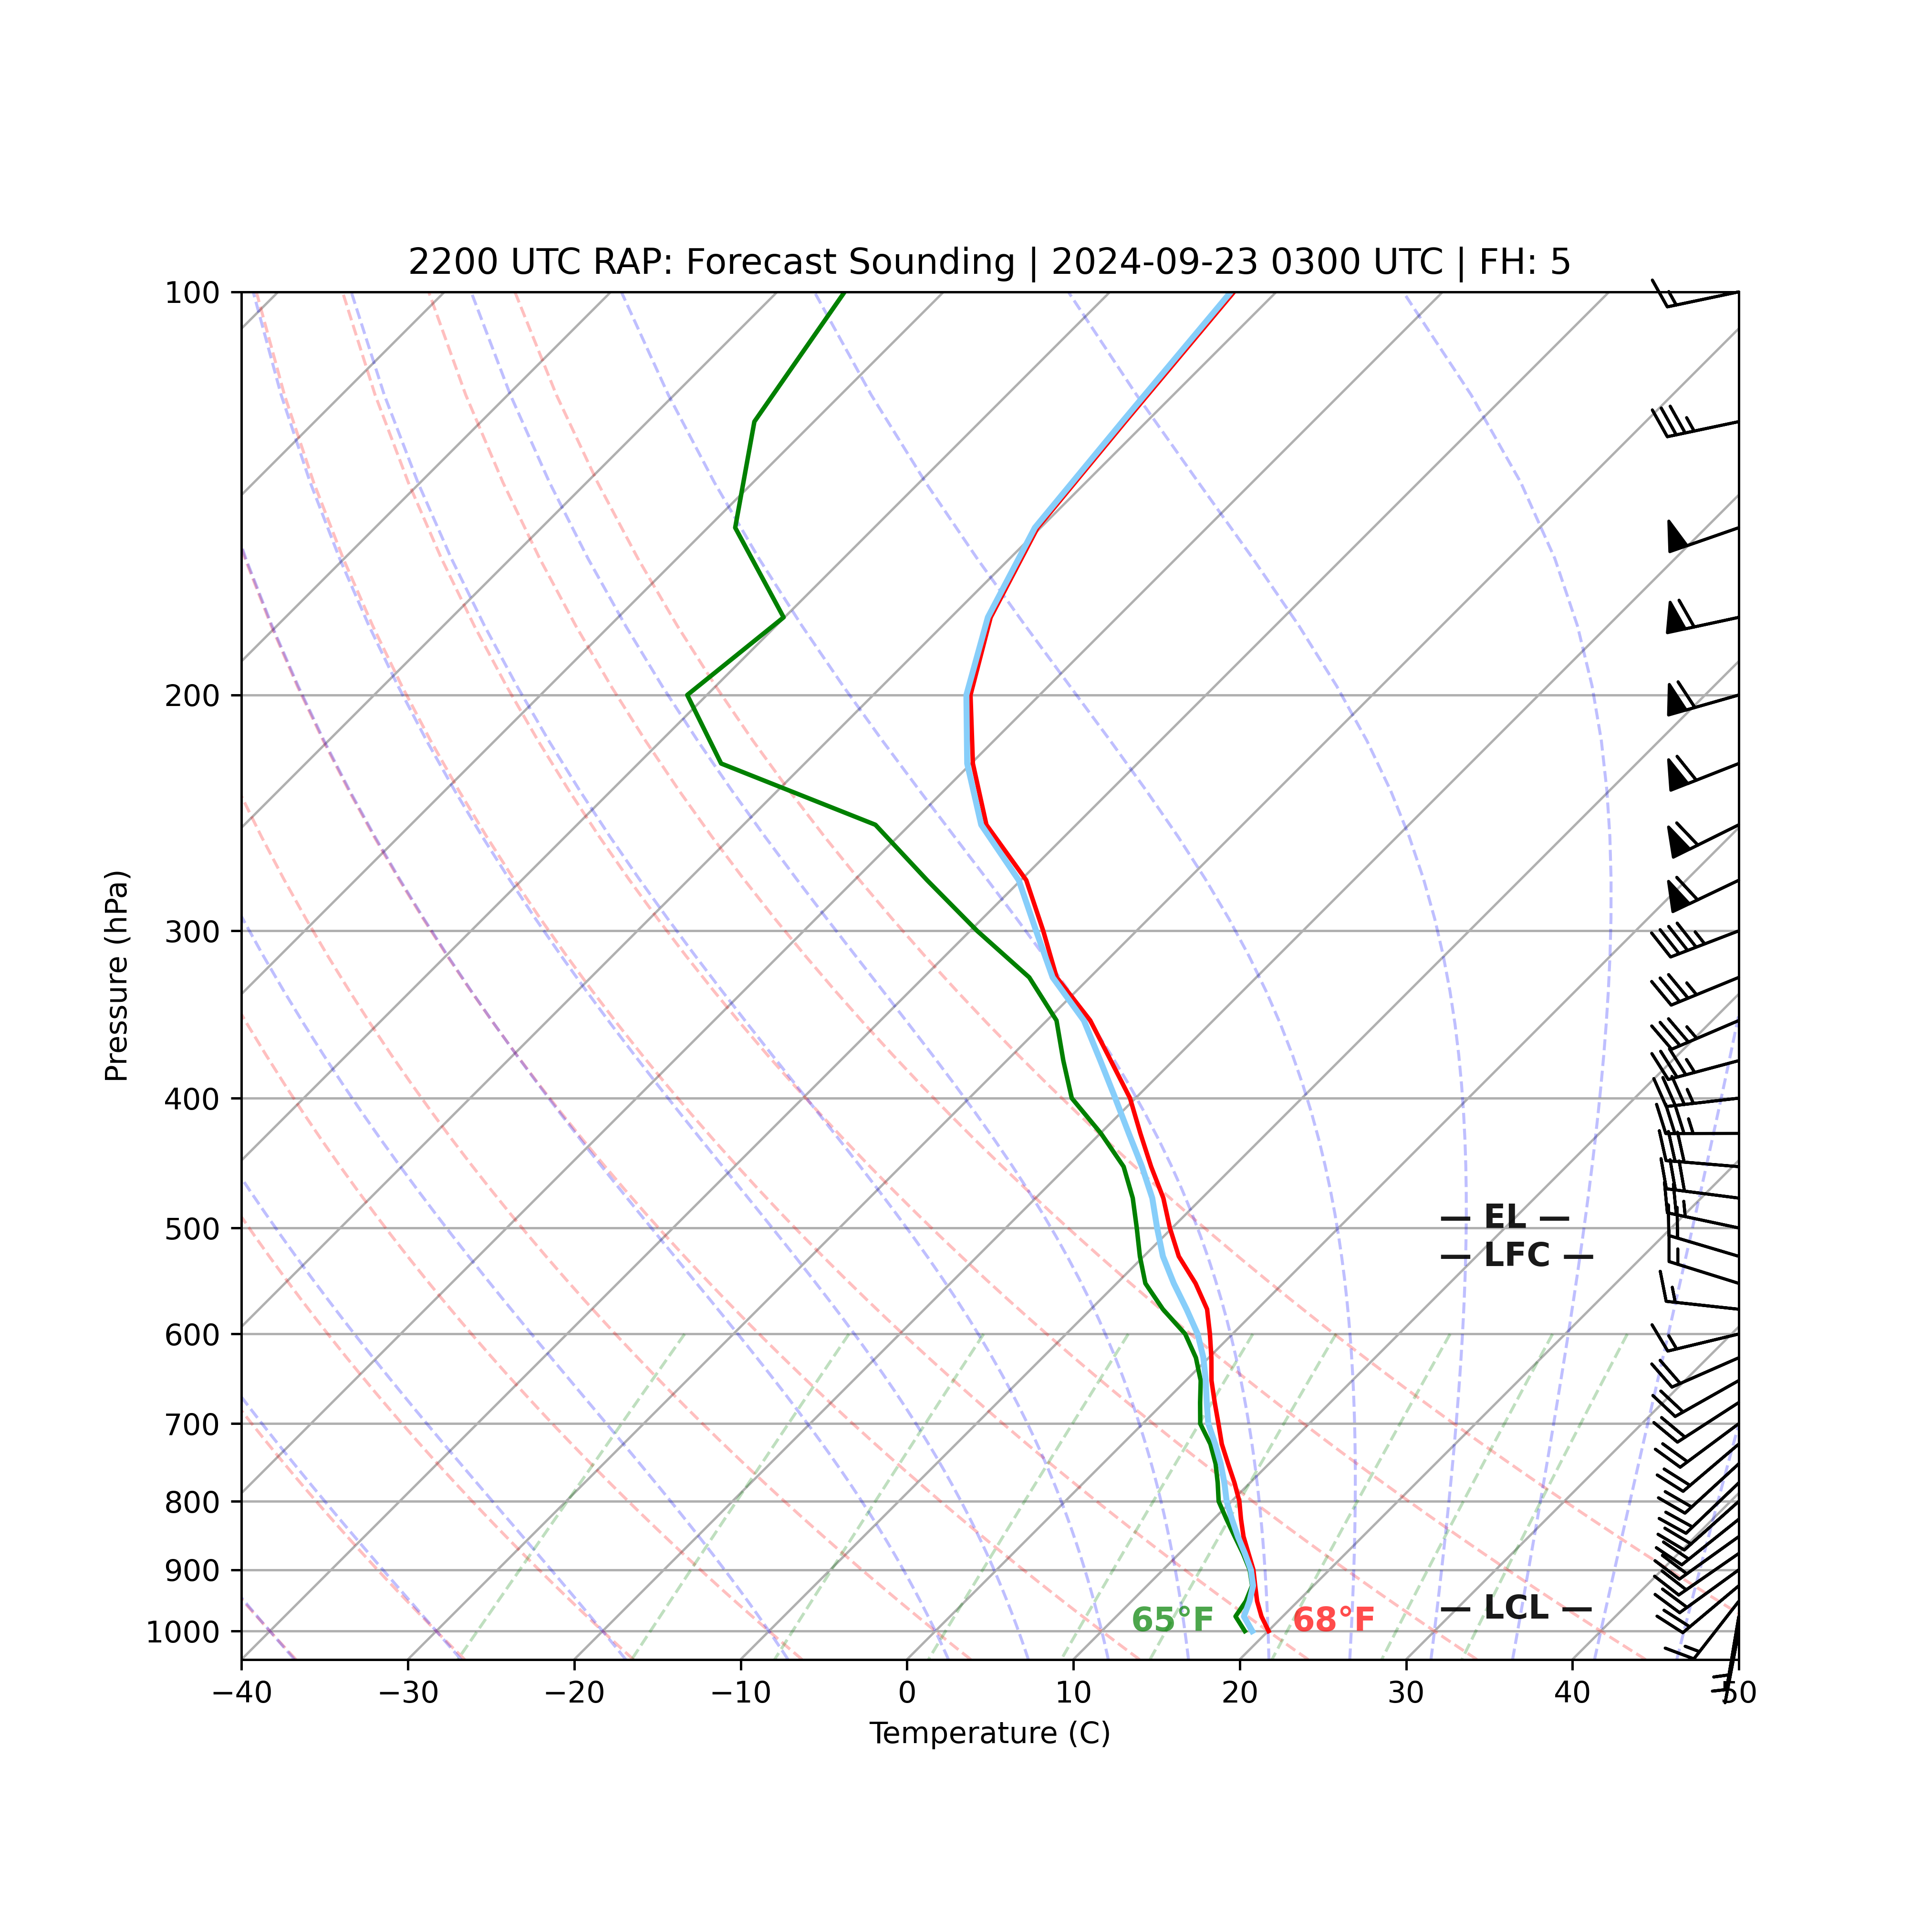 2200 UTC RAP: Forecast Sounding | 2024-09-23 0300 UTC | FH: 5
100
200
300
Pressure (hPa)
400
— EL —
500
— LFC —
600
700
800
900
— LCL —
65°F 68°F
1000
−40 −30 −20 −10 0 10 20 30 40 50
Temperature (C)